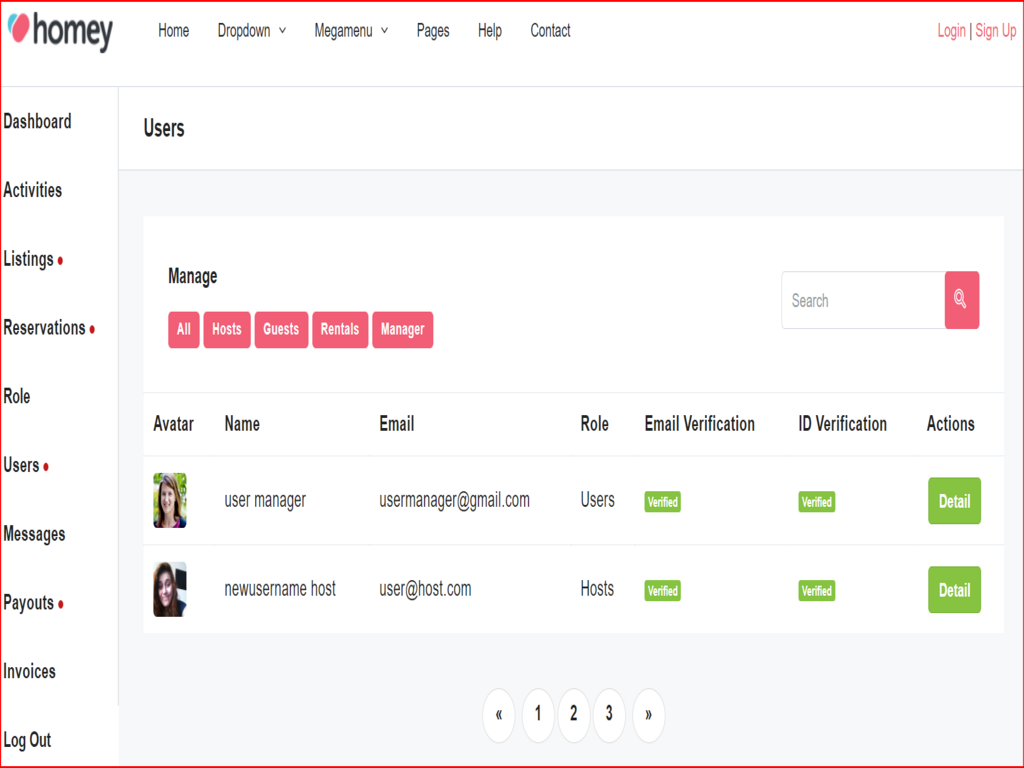 homey
Home Dropdown Megamenu Pages Help Contact
Login | Sign Up
Dashboard
Activities
Listings
Reservations
Role
Users
Messages
Payouts
Invoices
Log Out
Users
Manage
All Hosts Guests Rentals Manager
Search
Avatar Name Email Role Email Verification ID Verification Actions
user manager usermanager@gmail.com Users Verified Verified Detail
newusername host user@host.com Hosts Verified Verified Detail
« 1 2 3 »